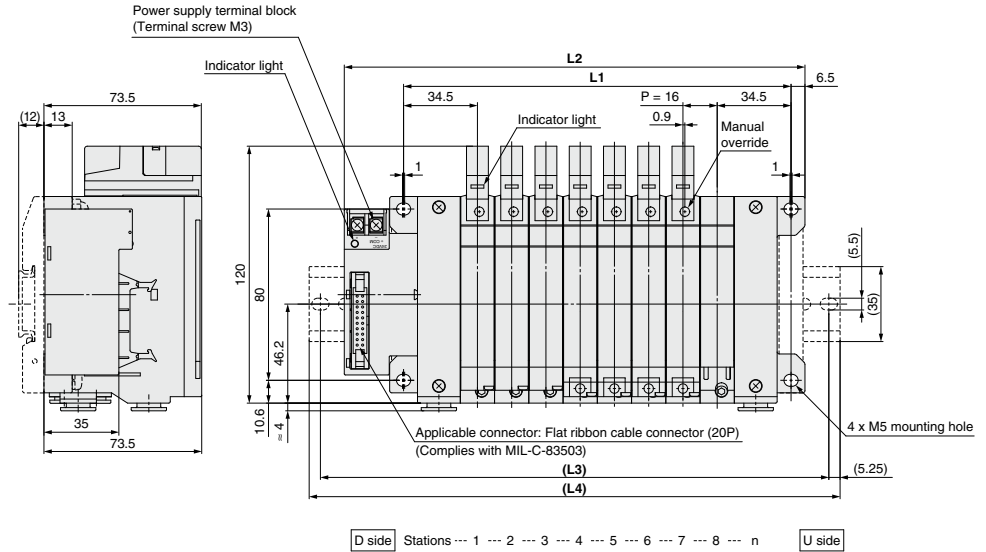 Power supply terminal block
(Terminal screw M3)
Indicator light
L2
L1
6.5
73.5
34.5
P = 16
34.5
(12)
13
Indicator light
0.9
Manual
override
1
1
(5.5)
(35)
120
80
46.2
10.6
≈ 4
24VDC
+ COM
35
73.5
Applicable connector: Flat ribbon cable connector (20P)
(Complies with MIL-C-83503)
4 x M5 mounting hole
(L3)
(5.25)
(L4)
D side Stations --- 1 --- 2 --- 3 --- 4 --- 5 --- 6 --- 7 --- 8 --- n U side